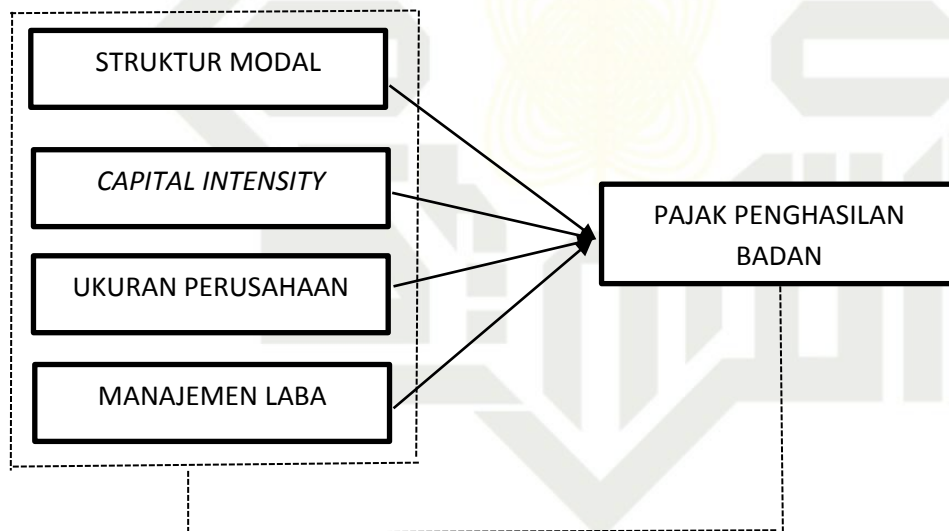 STRUKTUR MODAL
CAPITAL INTENSITY
UKURAN PERUSAHAAN
MANAJEMEN LABA
PAJAK PENGHASILAN
BADAN